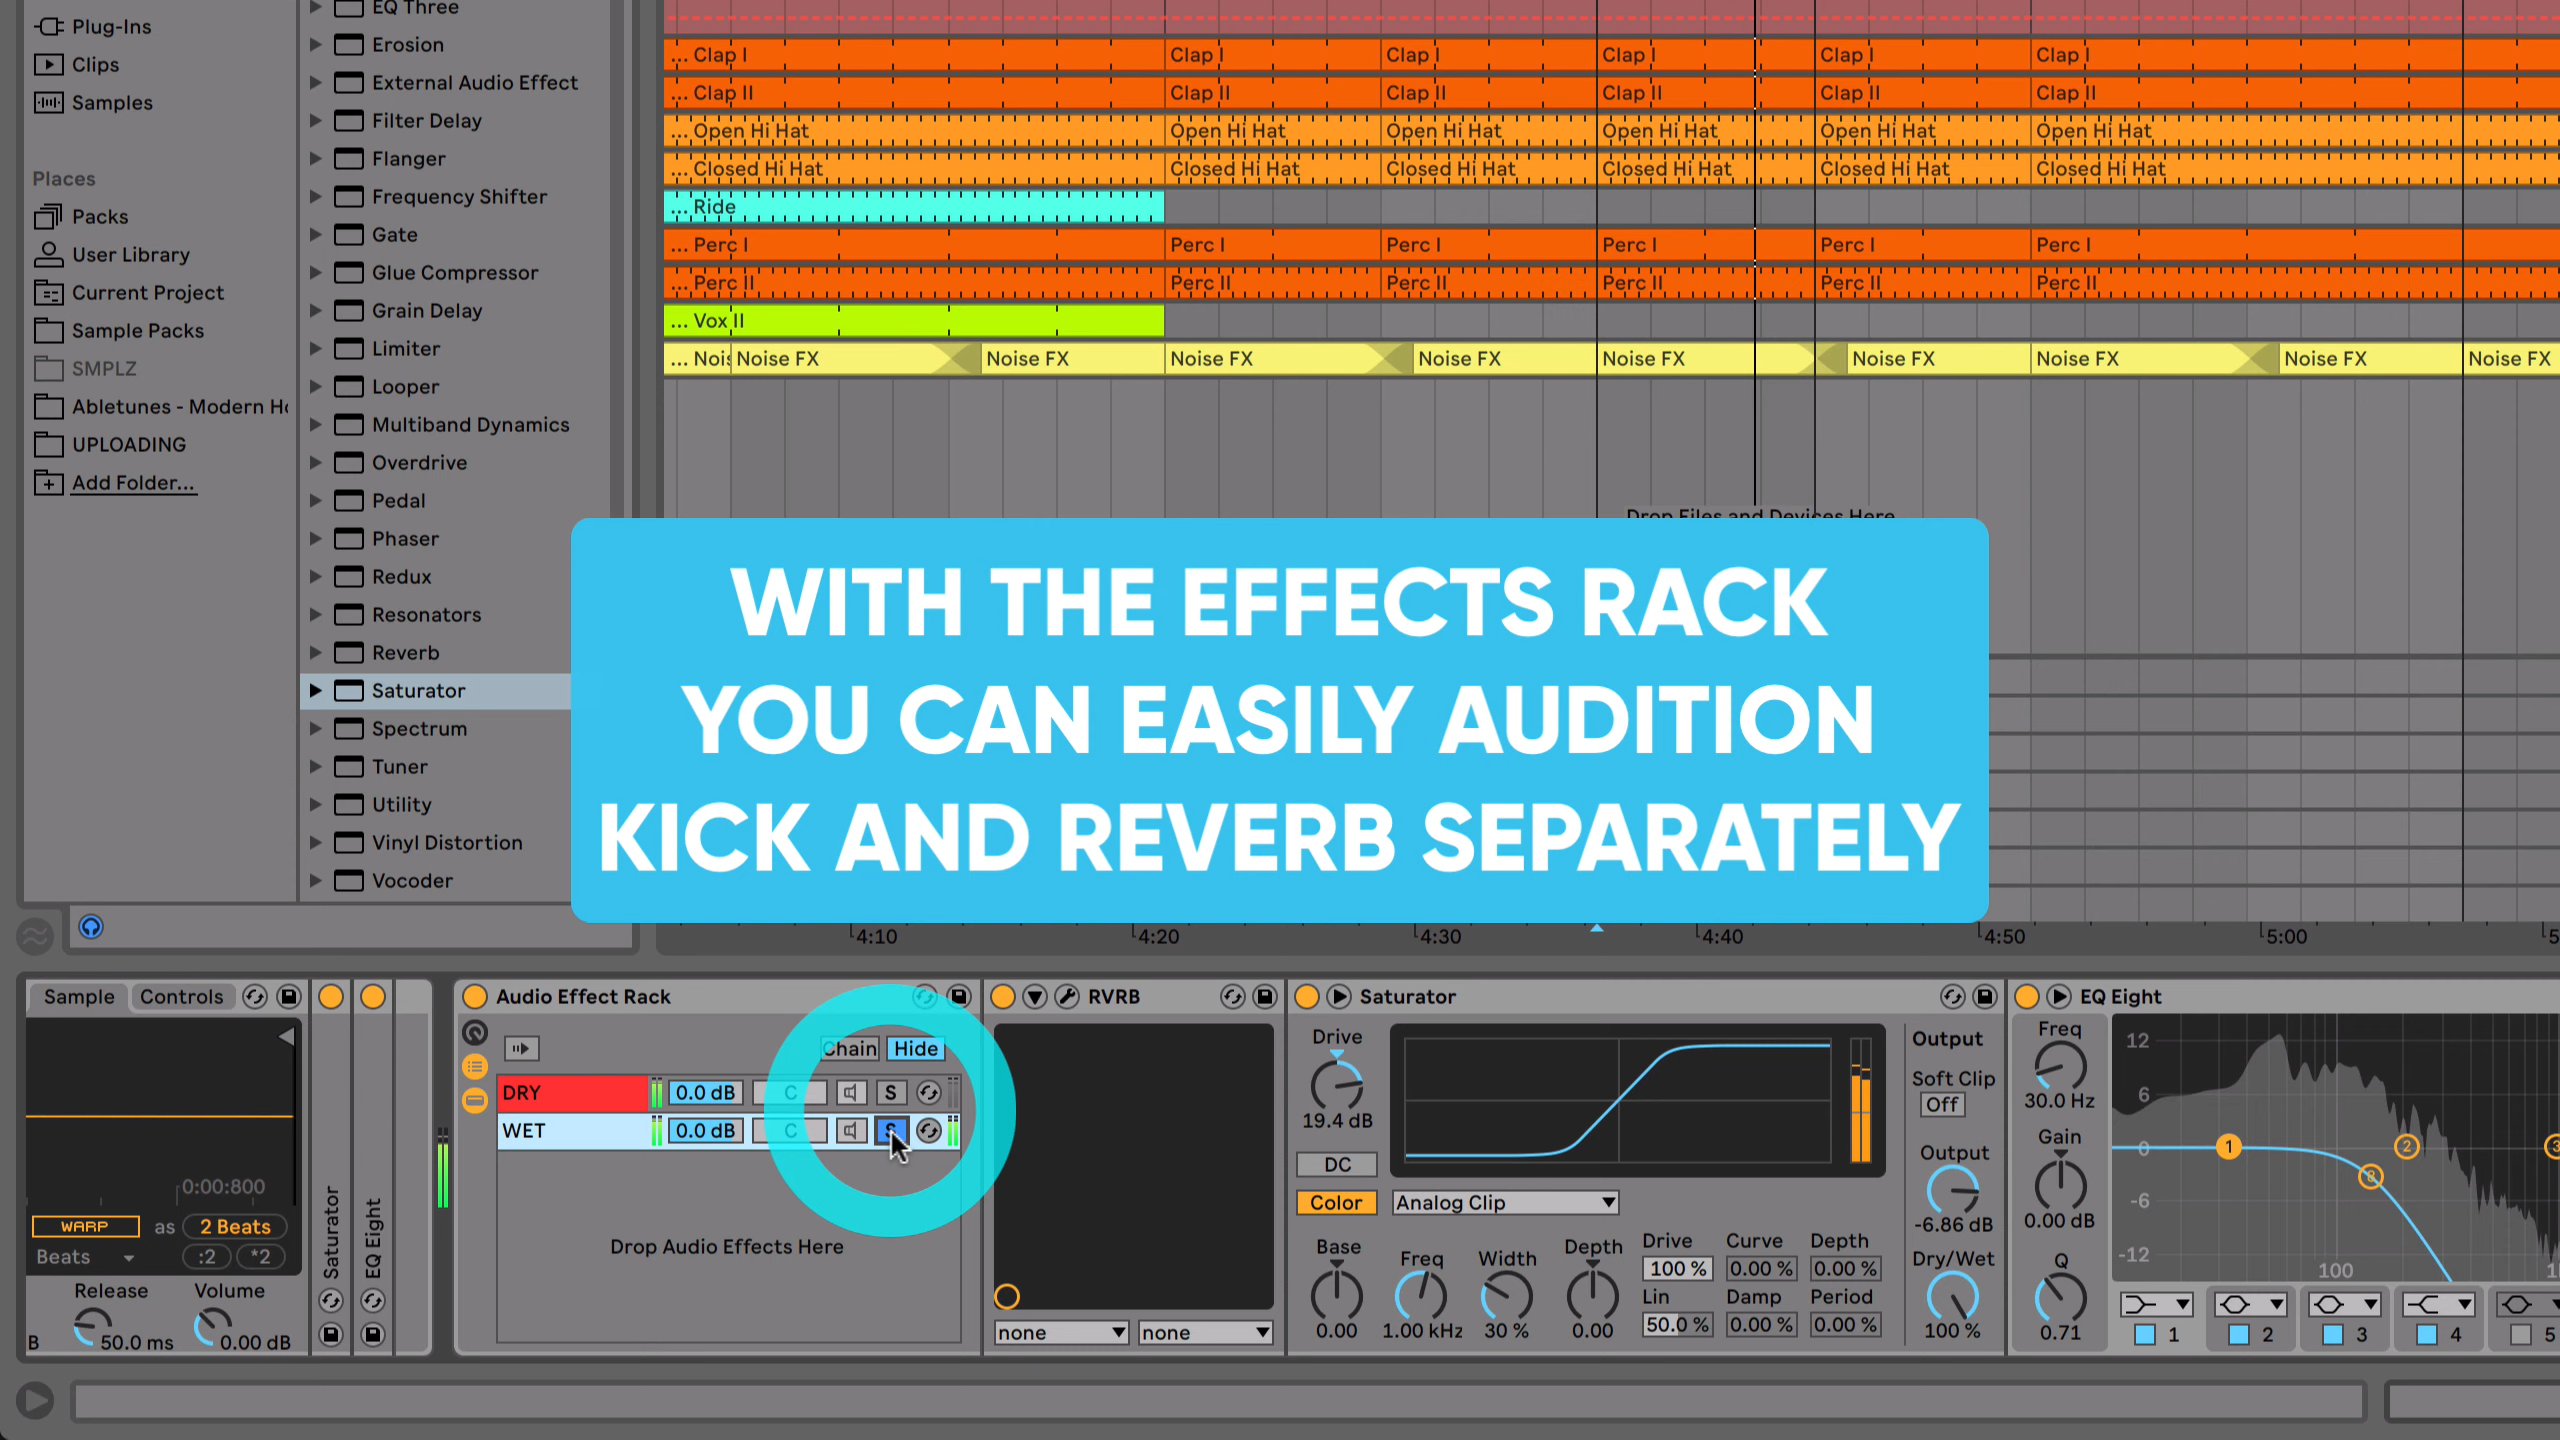 Plug-Ins
Clips
Samples
Places
Packs
User Library
Current Project
Sample Packs
SMPLZ
Abletunes - Modern Ho
UPLOADING
Add Folder...
EQ Three
Erosion
External Audio Effect
Filter Delay
Flanger
Frequency Shifter
Gate
Glue Compressor
Grain Delay
Limiter
Looper
Multiband Dynamics
Overdrive
Pedal
Phaser
Redux
Resonators
Reverb
Saturator
Spectrum
Tuner
Utility
Vinyl Distortion
Vocoder
... Clap I Clap I Clap I Clap I Clap I Clap I
... Clap II Clap II Clap II Clap II Clap II Clap II
... Open Hi Hat Open Hi Hat Open Hi Hat Open Hi Hat Open Hi Hat Open Hi Hat
... Closed Hi Hat Closed Hi Hat Closed Hi Hat Closed Hi Hat Closed Hi Hat Closed Hi Hat
... Ride
... Perc I Perc I Perc I Perc I Perc I Perc I
... Perc II Perc II Perc II Perc II Perc II Perc II
... Vox II
... Nois Noise FX Noise FX Noise FX Noise FX Noise FX Noise FX Noise FX Noise FX Noise FX
Drop Files and Devices Here
WITH THE EFFECTS RACK
YOU CAN EASILY AUDITION
KICK AND REVERB SEPARATELY
4:10 4:20 4:30 4:40 4:50 5:00 5
Sample Controls
0:00:800
WARP as 2 Beats
Beats :2 *2
Release Volume
B 50.0 ms 0.00 dB
Saturator
EQ Eight
Audio Effect Rack
Chain Hide
DRY 0.0 dB C S
WET 0.0 dB C S
Drop Audio Effects Here
RVRB
none none
Saturator
Drive
19.4 dB
DC
Color Analog Clip
Base Freq Width Depth
0.00 1.00 kHz 30 % 0.00
Drive Curve Depth
100 % 0.00 % 0.00 %
Lin Damp Period
50.0 % 0.00 % 0.00 %
Output
Soft Clip
Off
Output
-6.86 dB
Dry/Wet
100 %
EQ Eight
Freq
30.0 Hz
Gain
0.00 dB
Q
0.71
12
6
0
-6
-12
1 2 3
8
100 1
1 2 3 4 5